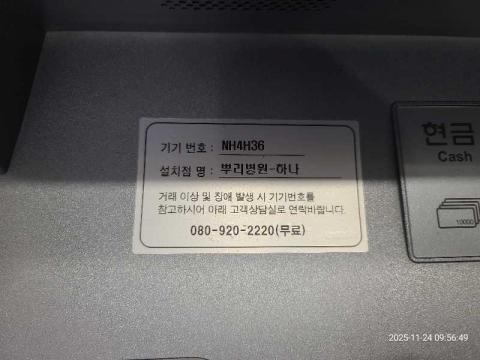 기기 번호 : NH4H36
설치점 명 : 뿌리병원-하나
거래 이상 및 장애 발생 시 기기번호를
참고하시어 아래 고객상담실로 연락바랍니다.
080-920-2220(무료)
현금
Cash
10000
2025-11-24 09:56:49